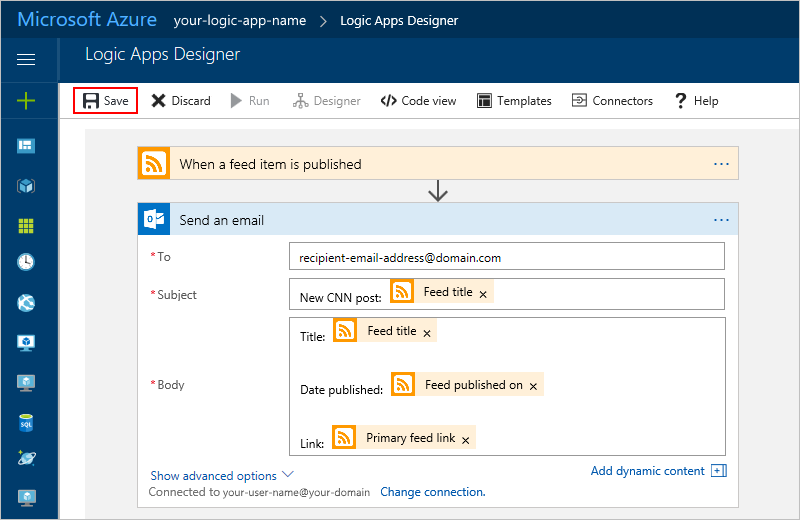 Microsoft Azure your-logic-app-name > Logic Apps Designer
Logic Apps Designer
Save Discard Run Designer Code view Templates Connectors ? Help
When a feed item is published ...
Send an email ...
* To recipient-email-address@domain.com
* Subject New CNN post: Feed title ×
Title: Feed title ×
* Body Date published: Feed published on ×
Link: Primary feed link ×
Show advanced options Add dynamic content
Connected to your-user-name@your-domain Change connection.
SQL